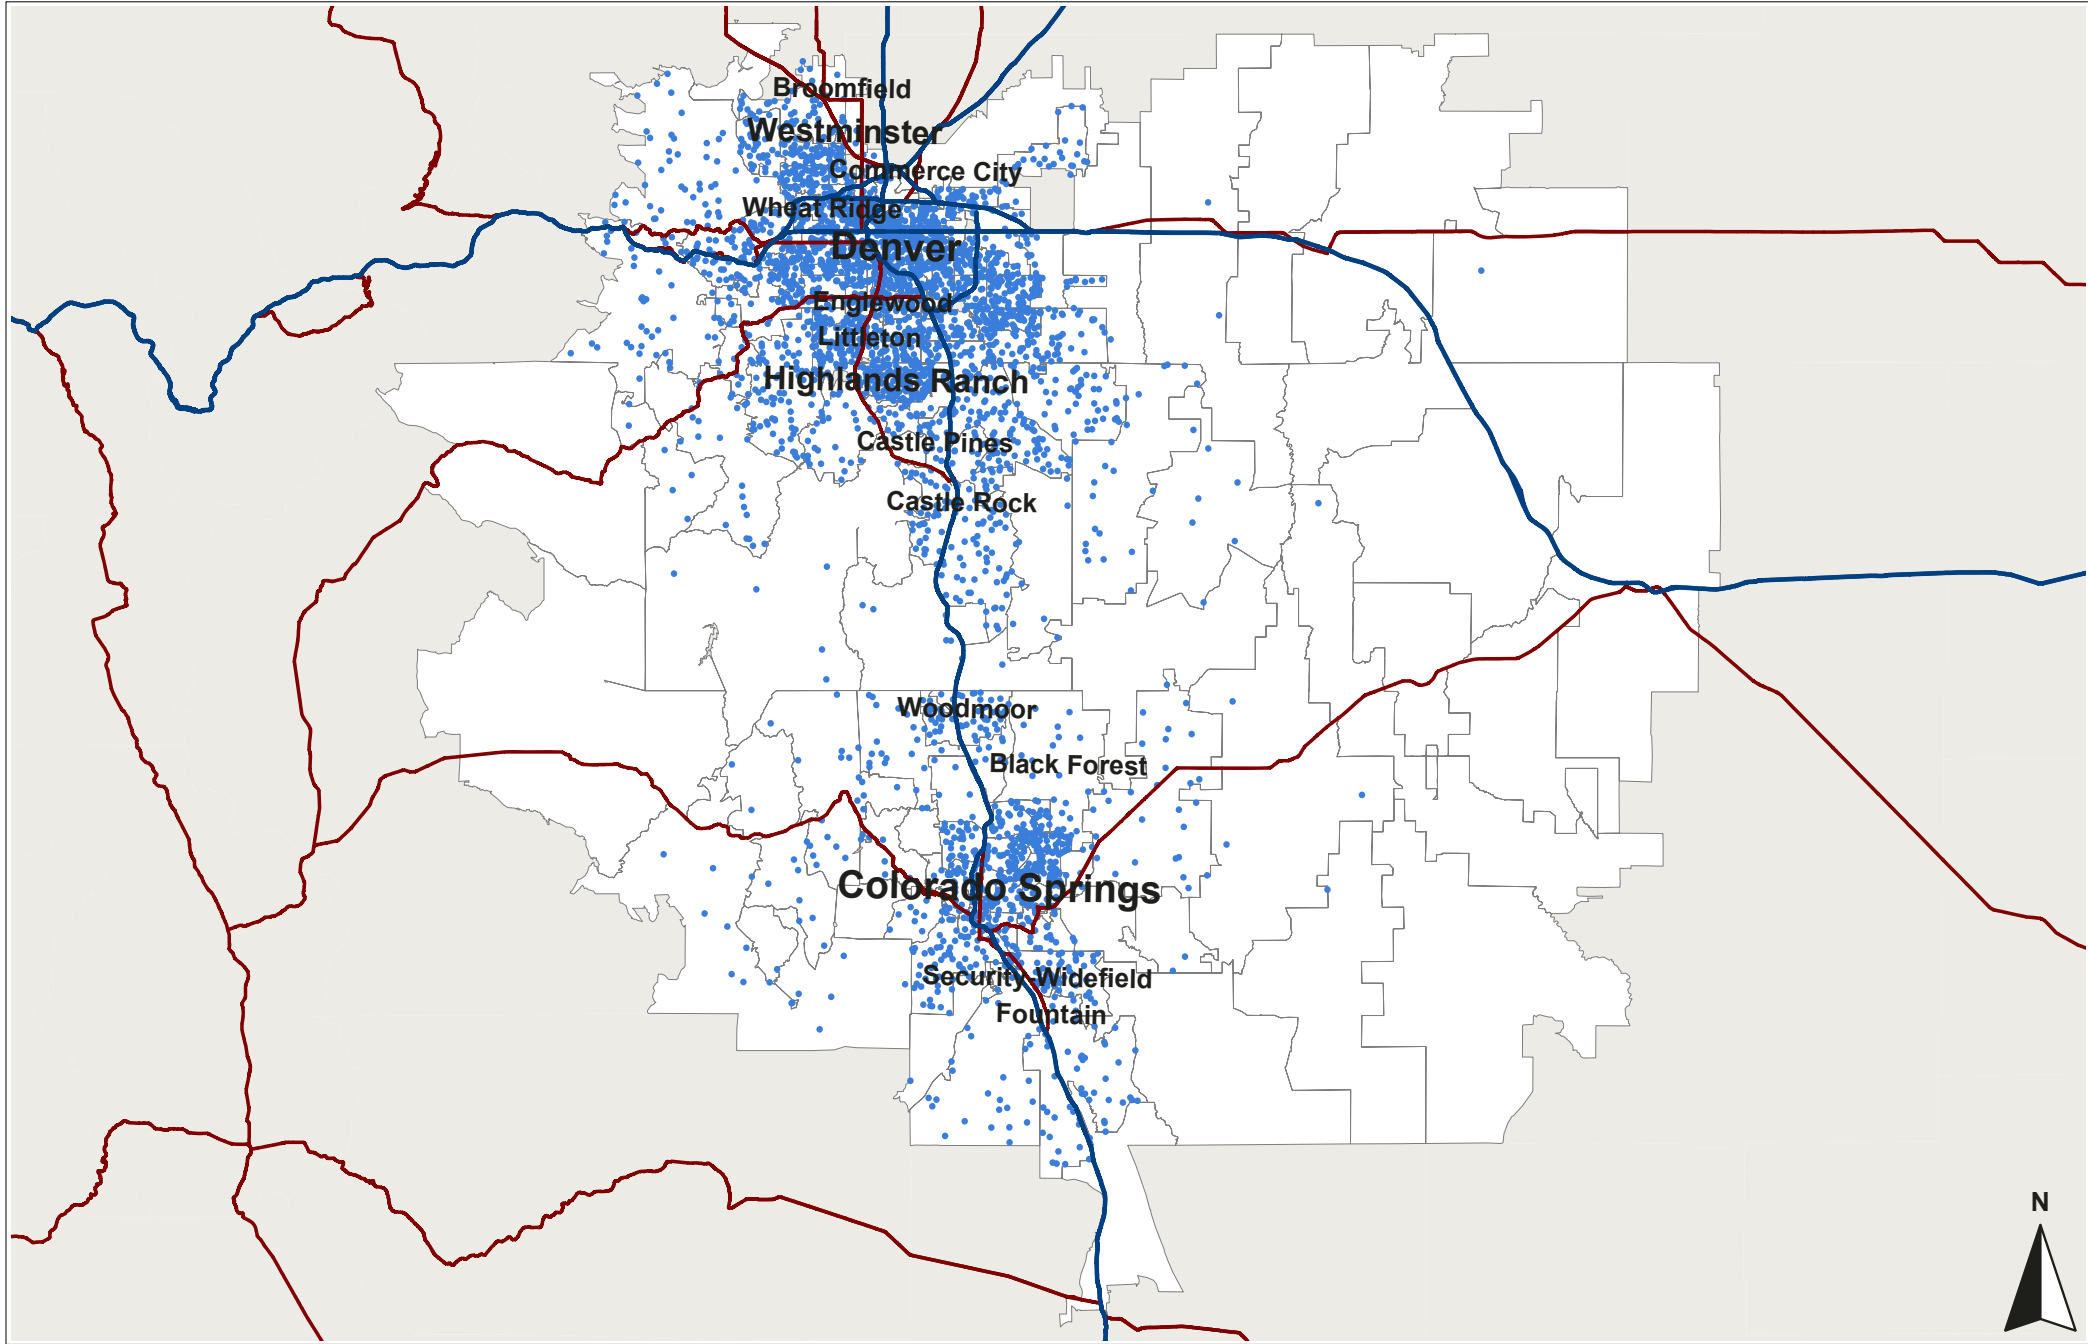 Broomfield
Westminster
Commerce City
Wheat Ridge
Denver
Englewood
Littleton
Highlands Ranch
Castle Pines
Castle Rock
Woodmoor
Black Forest
Colorado Springs
Security-Widefield
Fountain
N